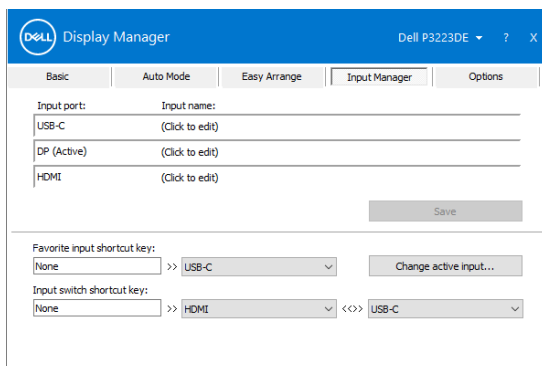 DELL Display Manager Dell P3223DE ? X
Basic Auto Mode Easy Arrange Input Manager Options
Input port: Input name:
USB-C (Click to edit)
DP (Active) (Click to edit)
HDMI (Click to edit)
Save
Favorite input shortcut key:
None >> USB-C Change active input...
Input switch shortcut key:
None >> HDMI <<>> USB-C